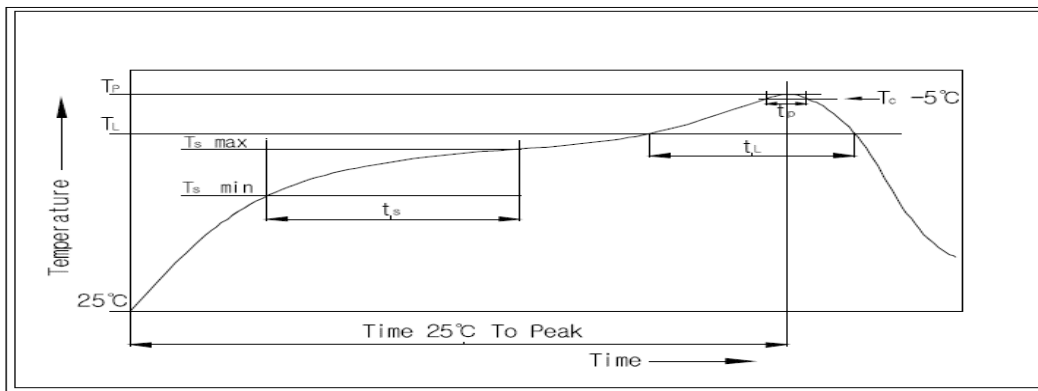 TP
Tc -5℃
tp
TL
Ts max
tL
Ts min
ts
Temperature
25℃
Time 25℃ To Peak
Time